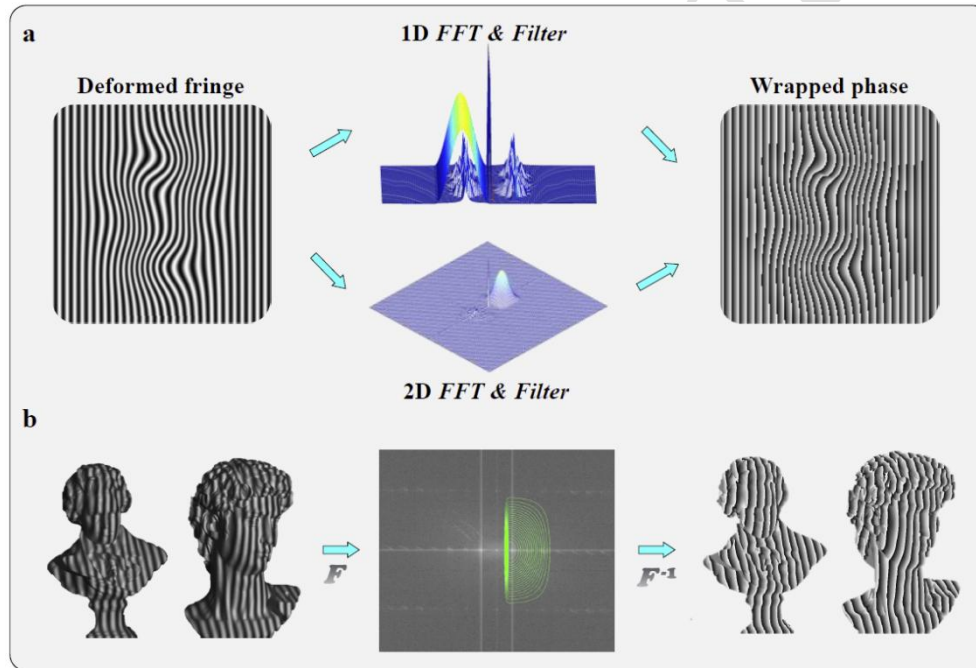 a
1D FFT & Filter
Deformed fringe
Wrapped phase
2D FFT & Filter
b
F
F-1